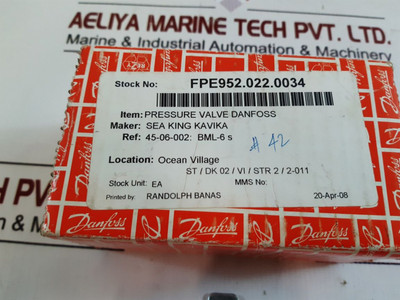 AELIYA MARINE TECH PVT. LTD.
Marine & Industrial Automation & Machinery
Stock No: FPE952.022.0034
Item: PRESSURE VALVE DANFOSS
Maker: SEA KING KAVIKA
Ref: 45-06-002: BML-6 s
# 42
Location: Ocean Village
ST / DK 02 / VI / STR 2 / 2-011
Stock Unit: EA
MMS No:
Printed by: RANDOLPH BANAS
20-Apr-08
Danfoss
Danfoss
Danfoss
Danfoss